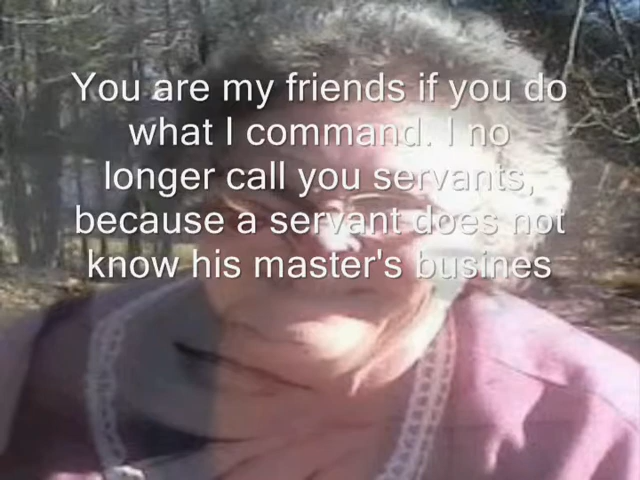 You are my friends if you do
what I command. I no
longer call you servants,
because a servant does not
know his master's busines